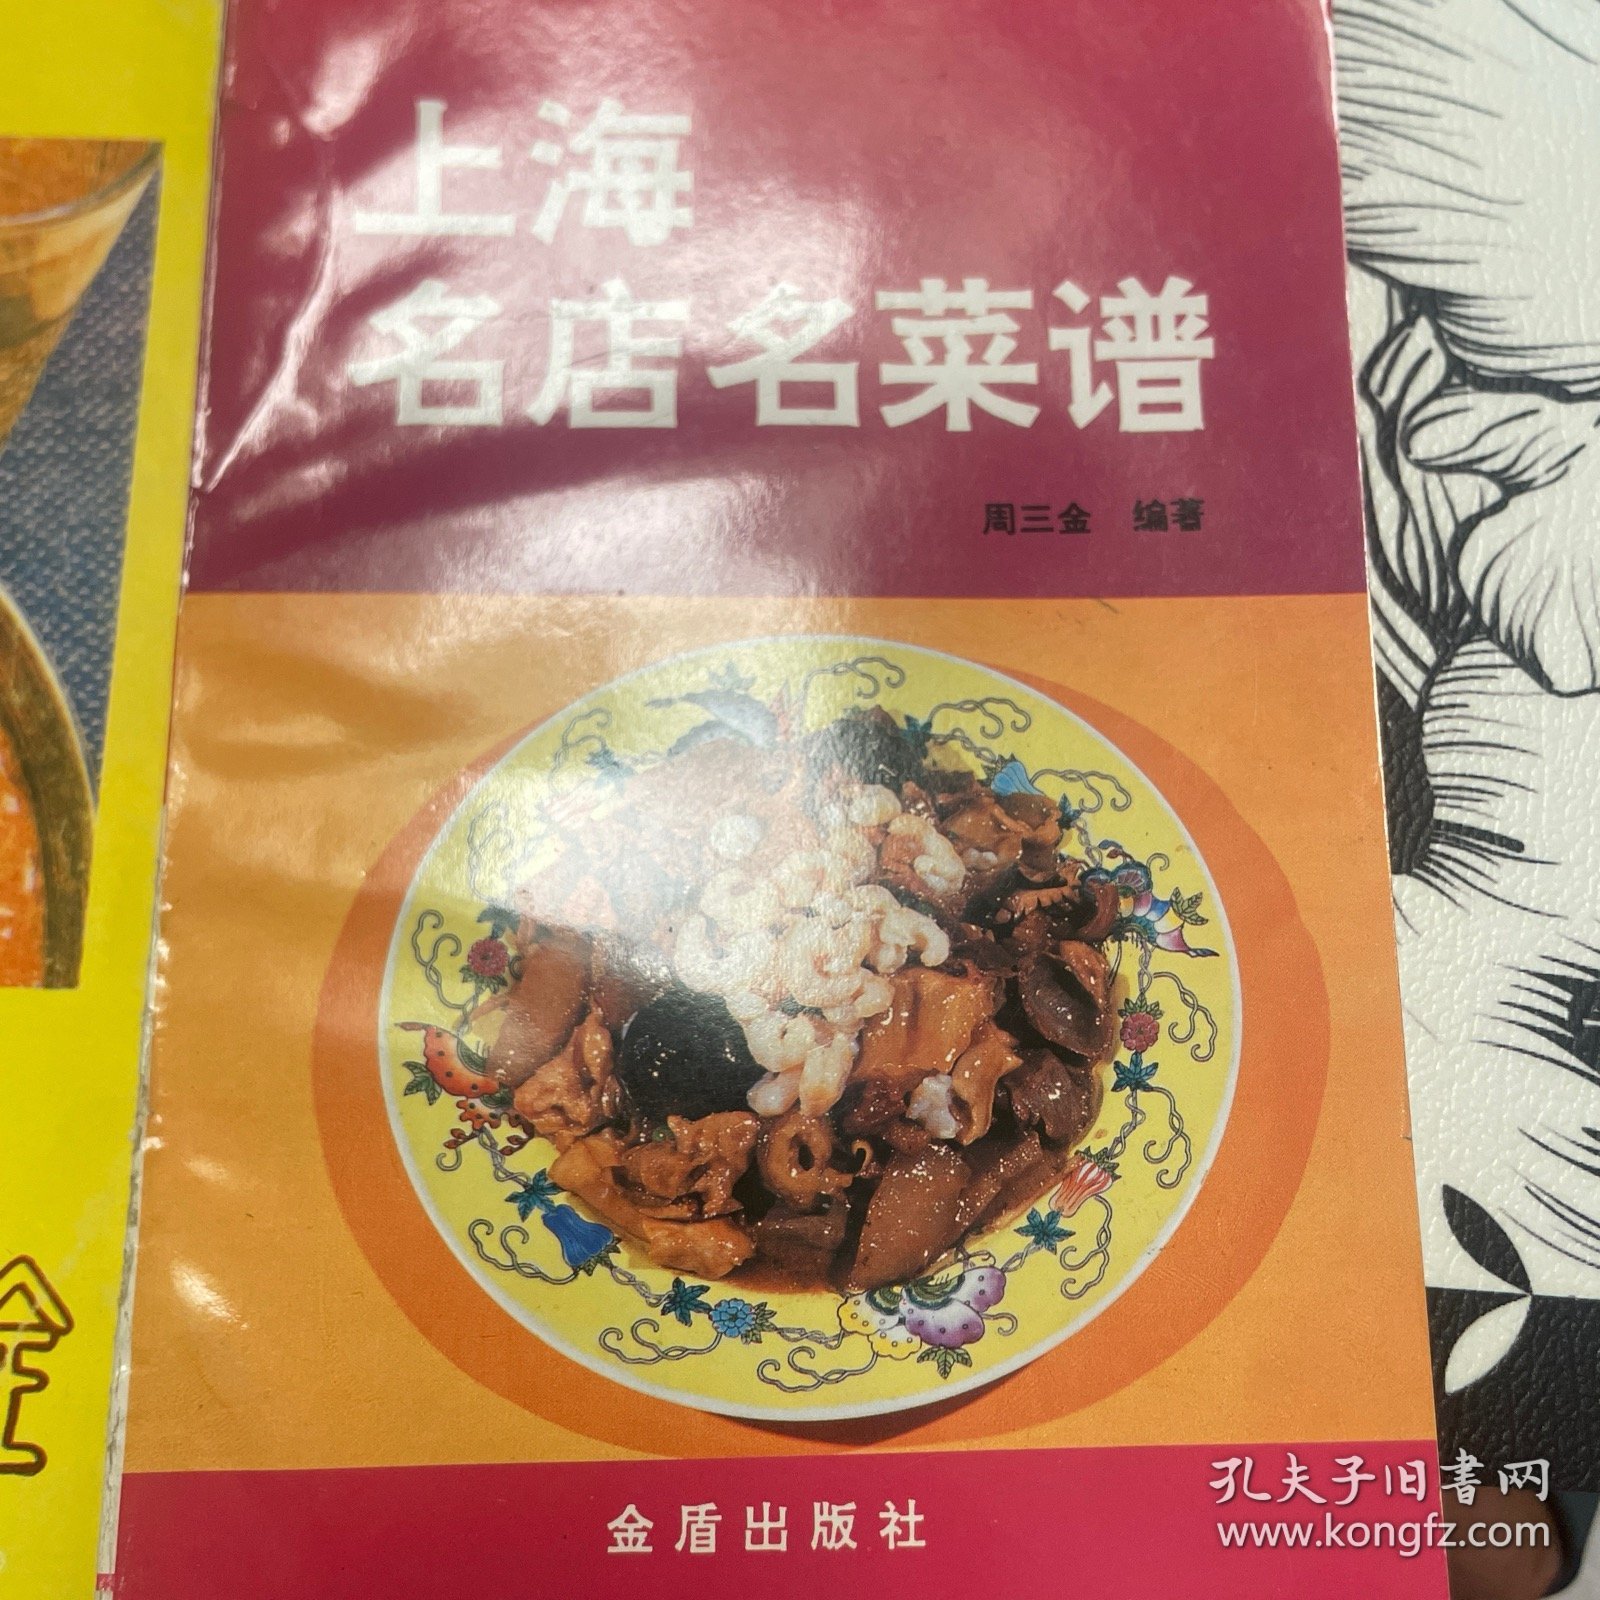 上海
名店名菜谱
周三金 编著
金盾出版社
孔夫子旧书网
www.kongfz.com